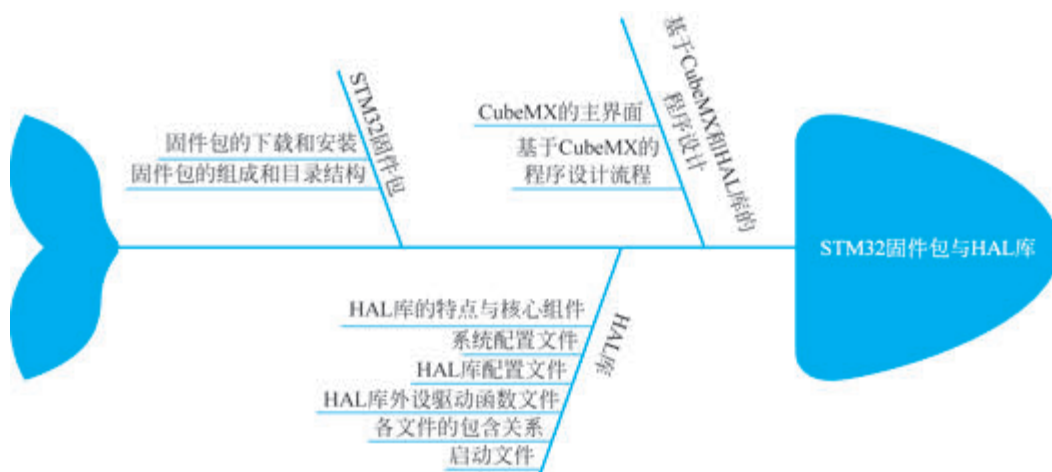 STM32固件包
固件包的下载和安装
固件包的组成和目录结构
基于CubeMX和HAL库的
程序设计
CubeMX的主界面
基于CubeMX的
程序设计流程
STM32固件包与HAL库
HAL库
HAL库的特点与核心组件
系统配置文件
HAL库配置文件
HAL库外设驱动函数文件
各文件的包含关系
启动文件